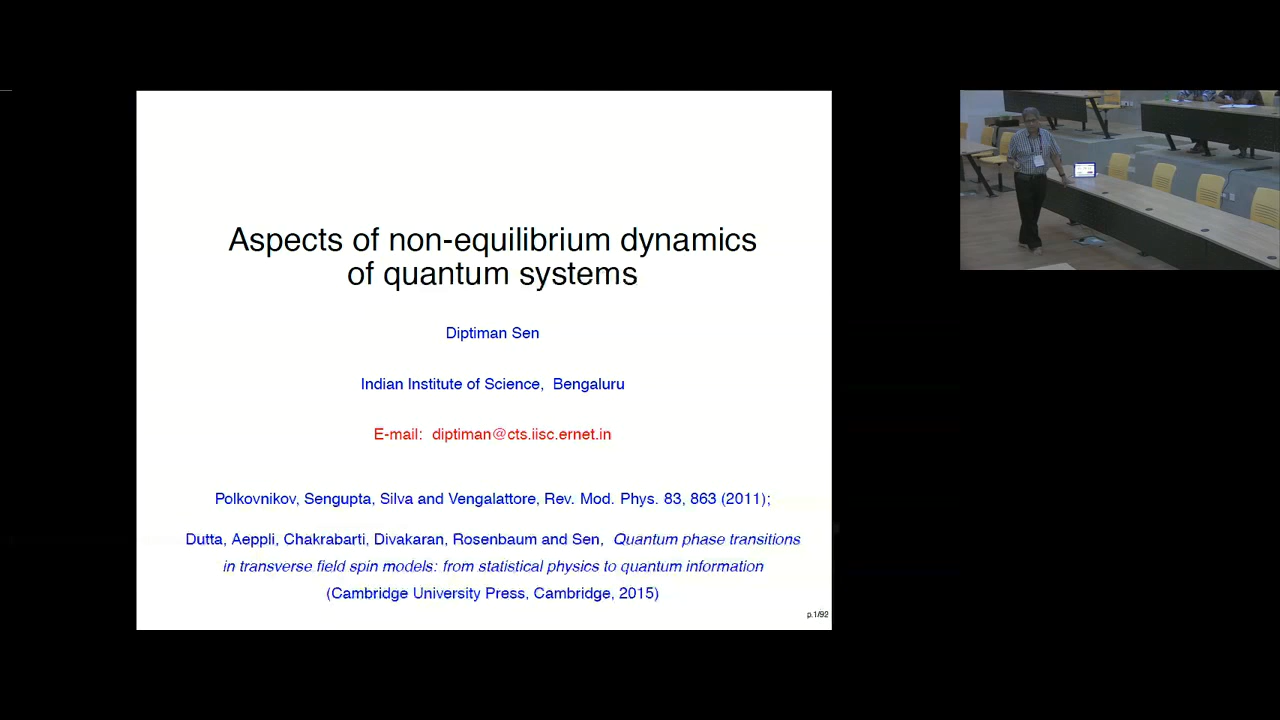 Aspects of non-equilibrium dynamics
of quantum systems
Diptiman Sen
Indian Institute of Science, Bengaluru
E-mail: diptiman@cts.iisc.ernet.in
Polkovnikov, Sengupta, Silva and Vengalattore, Rev. Mod. Phys. 83, 863 (2011);
Dutta, Aeppli, Chakrabarti, Divakaran, Rosenbaum and Sen, Quantum phase transitions
in transverse field spin models: from statistical physics to quantum information
(Cambridge University Press, Cambridge, 2015)
p.1/92